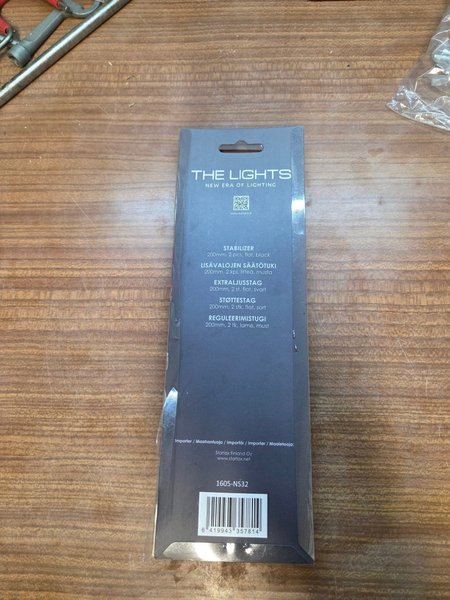 THE LIGHTS
NEW ERA OF LIGHTING
STABILIZER
200mm, 2 pcs, flat, black
LISÄVALOJEN SÄÄTÖTUKI
200mm, 2 kpl, litteä, musta
EXTRALJUSSTAG
200mm, 2 st, flat, svart
STØTTESTAG
200mm, 2 stk, flat, sort
REGULEERIMISTUGI
200mm, 2 tk, lame, must
Importer / Maahantuoja / Importör / Importør / Maaletooja:
Startax Finland Oy
www.startax.net
1605-NS32
6 419943 357814